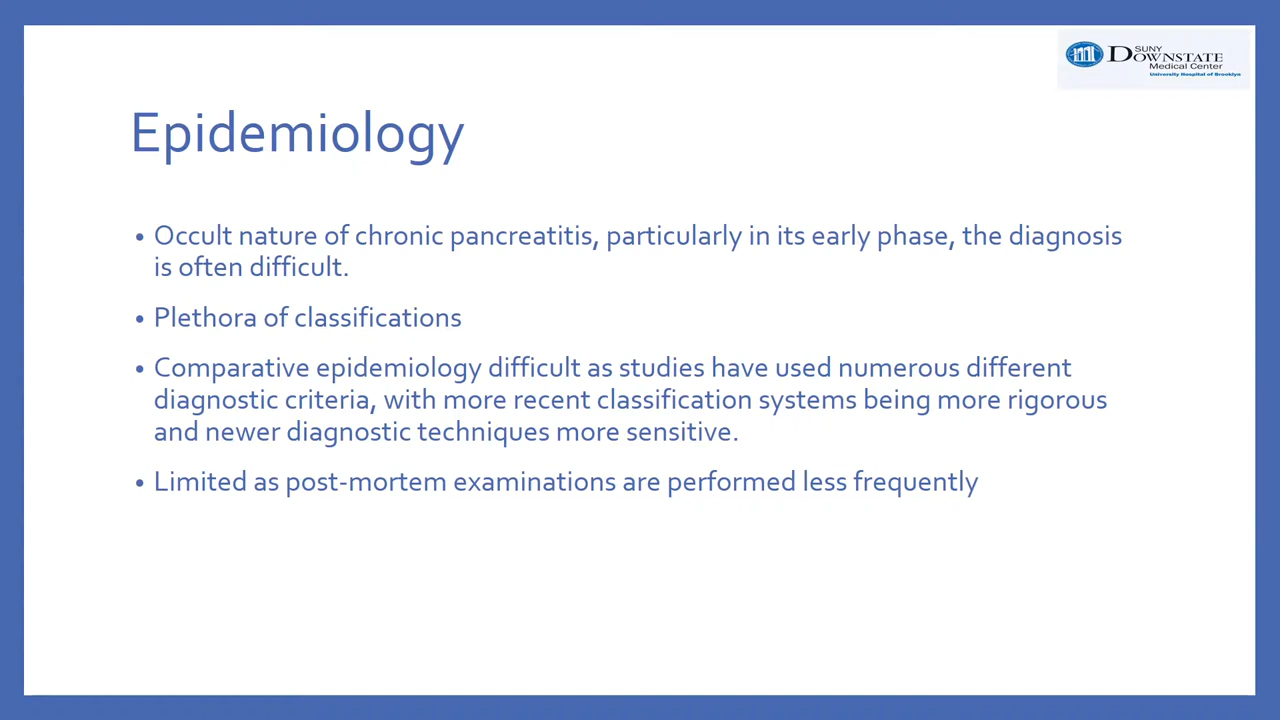 SUNY
DOWNSTATE
Medical Center
University Hospital of Brooklyn
Epidemiology
• Occult nature of chronic pancreatitis, particularly in its early phase, the diagnosis
is often difficult.
• Plethora of classifications
• Comparative epidemiology difficult as studies have used numerous different
diagnostic criteria, with more recent classification systems being more rigorous
and newer diagnostic techniques more sensitive.
• Limited as post-mortem examinations are performed less frequently